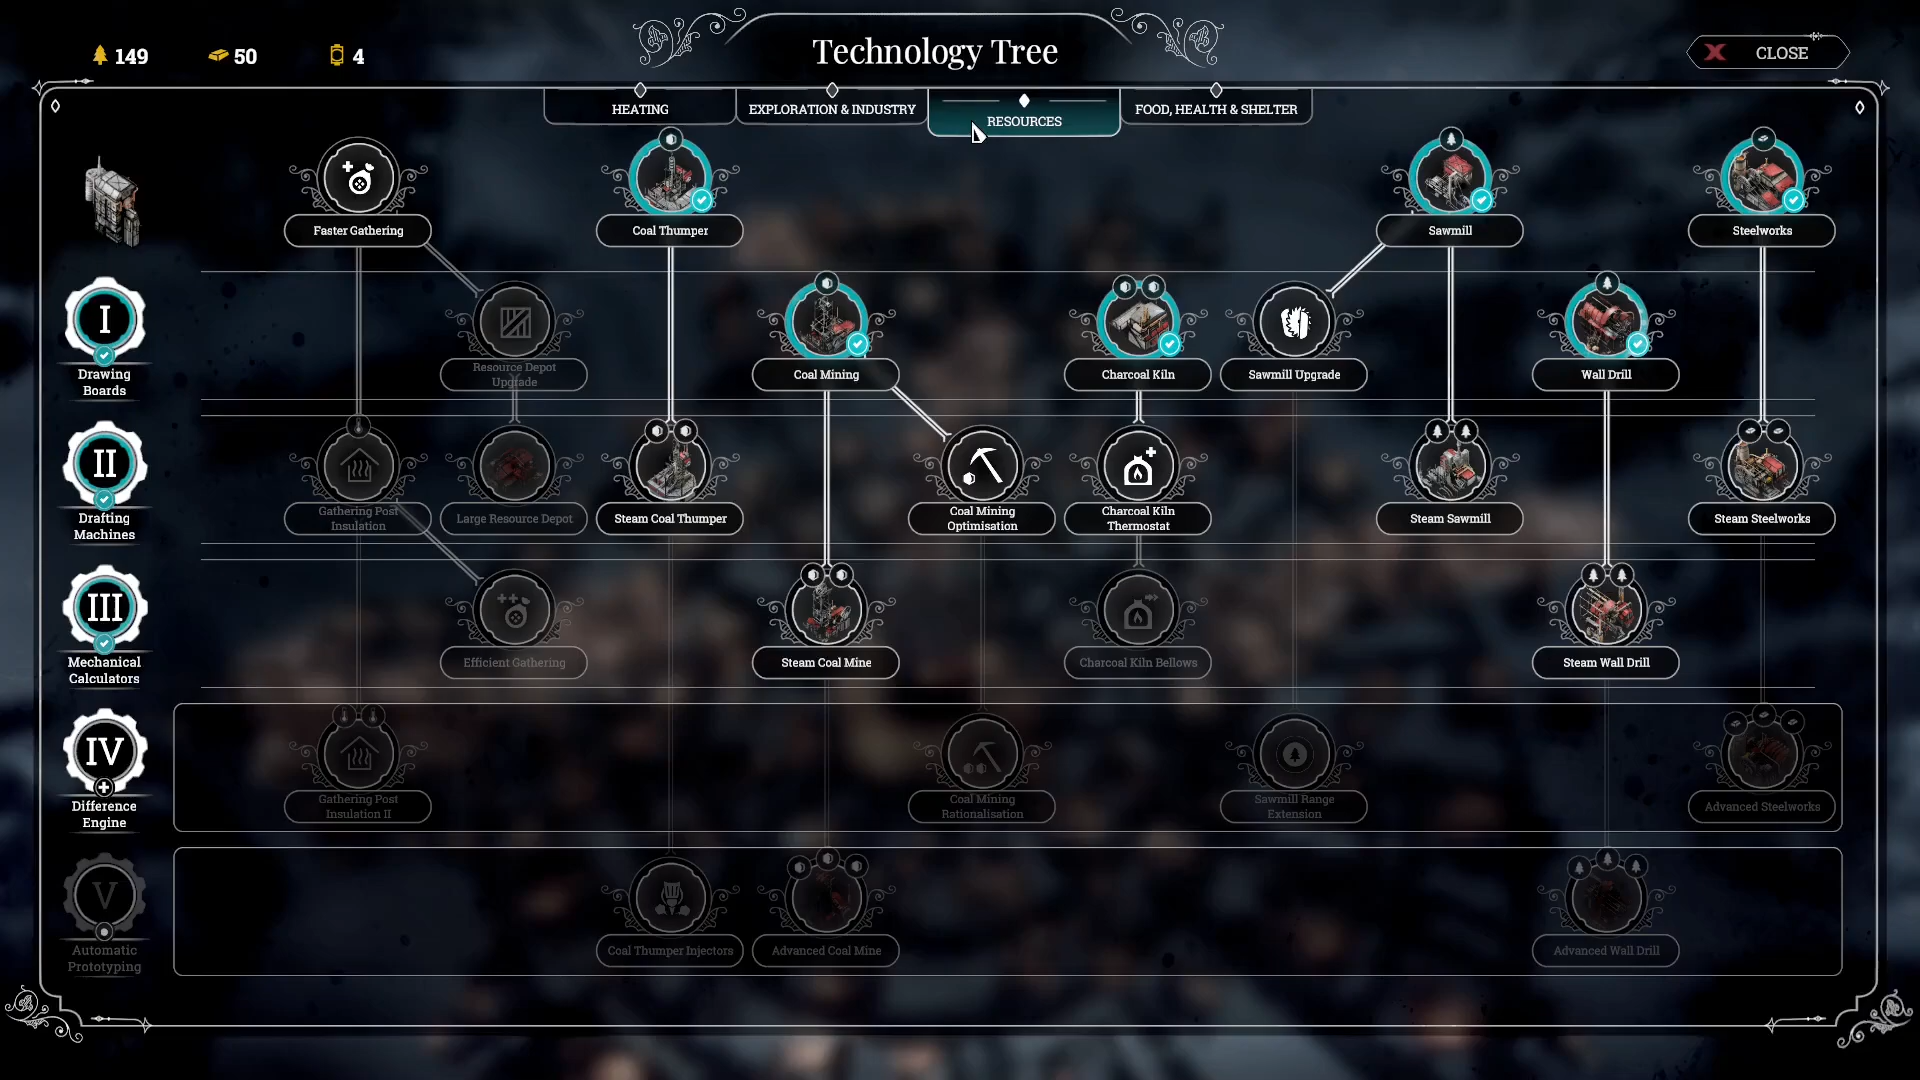 149
50
4
Technology Tree
CLOSE
HEATING
EXPLORATION & INDUSTRY
RESOURCES
FOOD, HEALTH & SHELTER
Faster Gathering
Coal Thumper
Sawmill
Steelworks
I
Drawing
Boards
Resource Depot
Upgrade
Coal Mining
Charcoal Kiln
Sawmill Upgrade
Wall Drill
II
Drafting
Machines
Gathering Post
Insulation
Large Resource Depot
Steam Coal Thumper
Coal Mining
Optimisation
Charcoal Kiln
Thermostat
Steam Sawmill
Steam Steelworks
III
Mechanical
Calculators
Efficient Gathering
Steam Coal Mine
Charcoal Kiln Bellows
Steam Wall Drill
IV
Difference
Engine
Gathering Post
Insulation II
Coal Mining
Rationalisation
Sawmill Range
Extension
Advanced Steelworks
V
Automatic
Prototyping
Coal Thumper Injectors
Advanced Coal Mine
Advanced Wall Drill